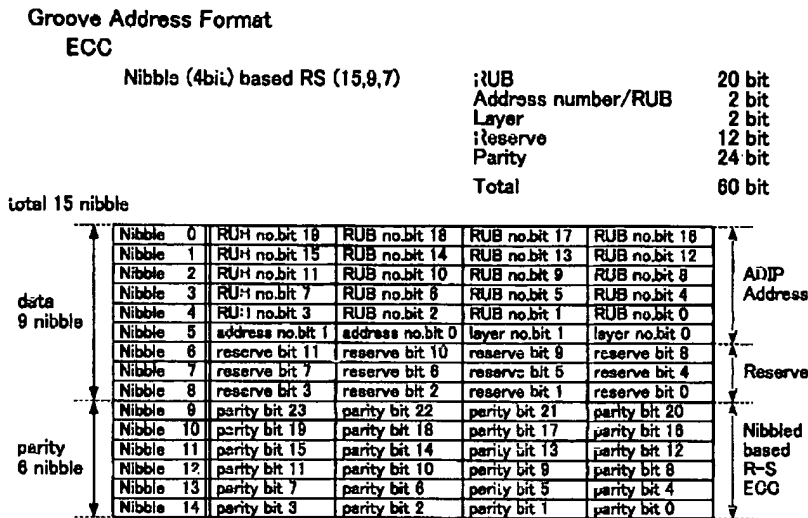 Groove Address Format
ECC
Nibble (4bit) based RS (15,9,7)
RUB 20 bit
Address number/RUB 2 bit
Layer 2 bit
Reserve 12 bit
Parity 24 bit
Total 60 bit
total 15 nibble
Nibble 0 RUB no.bit 19 RUB no.bit 18 RUB no.bit 17 RUB no.bit 16
Nibble 1 RUB no.bit 15 RUB no.bit 14 RUB no.bit 13 RUB no.bit 12
Nibble 2 RUB no.bit 11 RUB no.bit 10 RUB no.bit 9 RUB no.bit 8
Nibble 3 RUB no.bit 7 RUB no.bit 6 RUB no.bit 5 RUB no.bit 4
Nibble 4 RUB no.bit 3 RUB no.bit 2 RUB no.bit 1 RUB no.bit 0
Nibble 5 address no.bit 1 address no.bit 0 layer no.bit 1 layer no.bit 0
Nibble 6 reserve bit 11 reserve bit 10 reserve bit 9 reserve bit 8
Nibble 7 reserve bit 7 reserve bit 6 reserve bit 5 reserve bit 4
Nibble 8 reserve bit 3 reserve bit 2 reserve bit 1 reserve bit 0
Nibble 9 parity bit 23 parity bit 22 parity bit 21 parity bit 20
Nibble 10 parity bit 19 parity bit 18 parity bit 17 parity bit 16
Nibble 11 parity bit 15 parity bit 14 parity bit 13 parity bit 12
Nibble 12 parity bit 11 parity bit 10 parity bit 9 parity bit 8
Nibble 13 parity bit 7 parity bit 6 parity bit 5 parity bit 4
Nibble 14 parity bit 3 parity bit 2 parity bit 1 parity bit 0
data
9 nibble
parity
6 nibble
ADIP
Address
Reserve
Nibbled
based
R-S
ECC